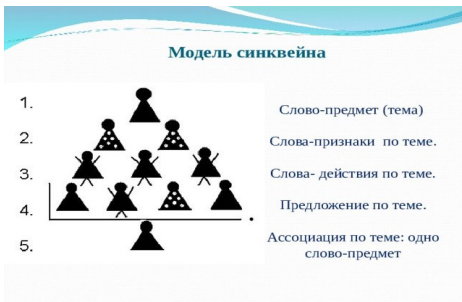 Модель синквейна
1.
Слово-предмет (тема)
2.
Слова-признаки по теме.
3.
Слова- действия по теме.
4.
Предложение по теме.
5.
Ассоциация по теме: одно
слово-предмет